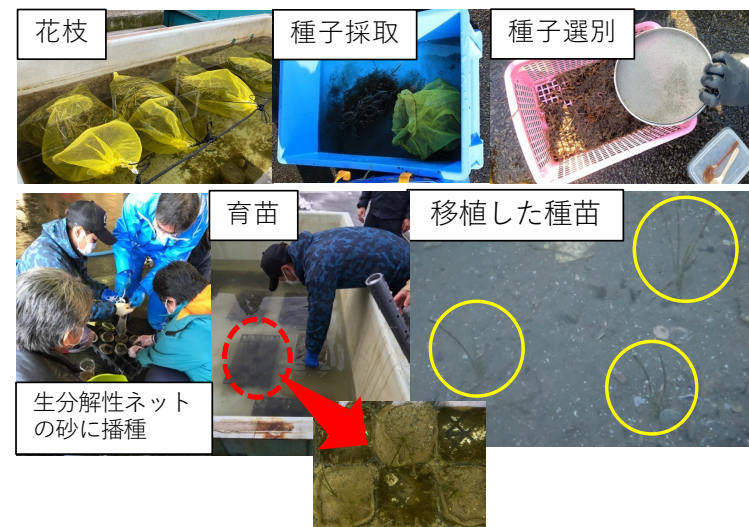 花枝
種子採取
種子選別
育苗
移植した種苗
生分解性ネット
の砂に播種